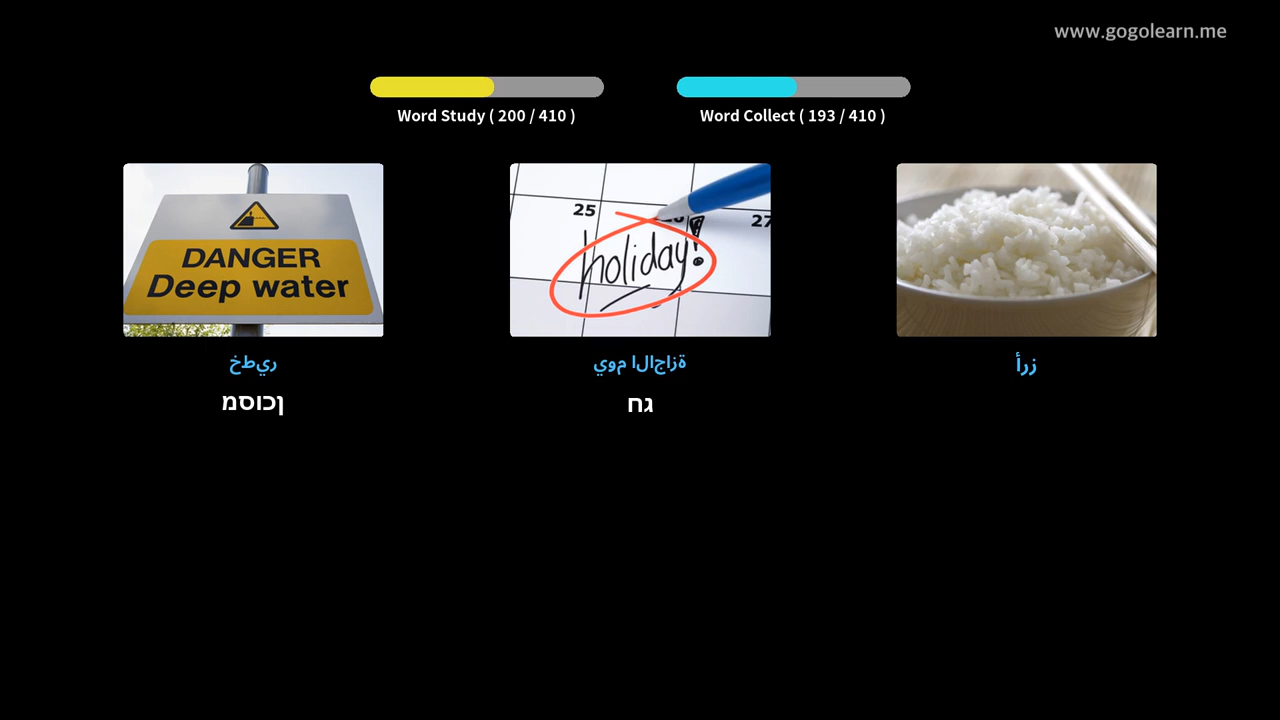 www.gogolearn.me
Word Study ( 200 / 410 )
Word Collect ( 193 / 410 )
DANGER
Deep water
25
27
holiday!
خطير
يوم الاجازة
أرز
מסוכן
חג